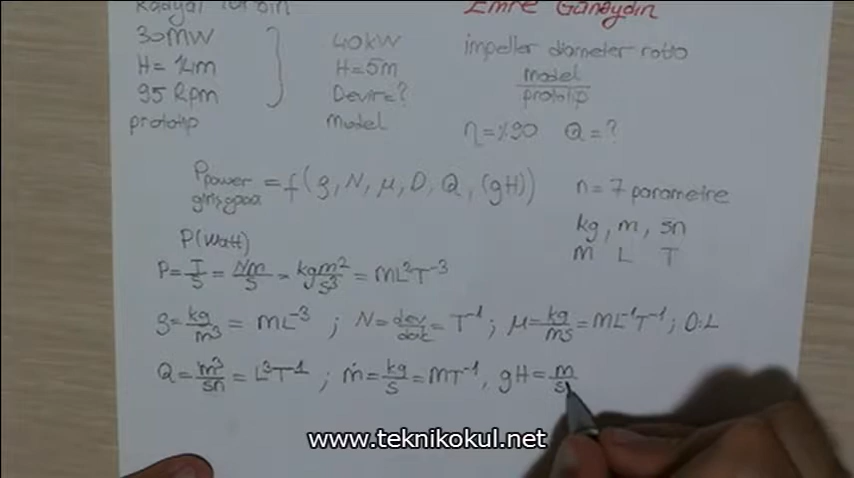 Radyal Türbin
Emre Günaydın
30MW
H = 14m
95 Rpm
prototip
40kW
H=5m
Devir=?
Model
impeller diameter ratio
model
prototip
η=%90 Q=?
Ppower = f(ρ, N, μ, D, Q, (gH))
n=7 parametre
kg, m, sn
M L T
P(Watt)
P= J/s = Nm/s = kgm²/s³ = ML²T⁻³
ρ= kg/m³ = ML⁻³ ; N= dev/dak = T⁻¹ ; μ= kg/ms = ML⁻¹T⁻¹ ; D:L
Q= m³/sn = L³T⁻¹ ; ṁ= kg/s = MT⁻¹, gH= m/s
www.teknikokul.net